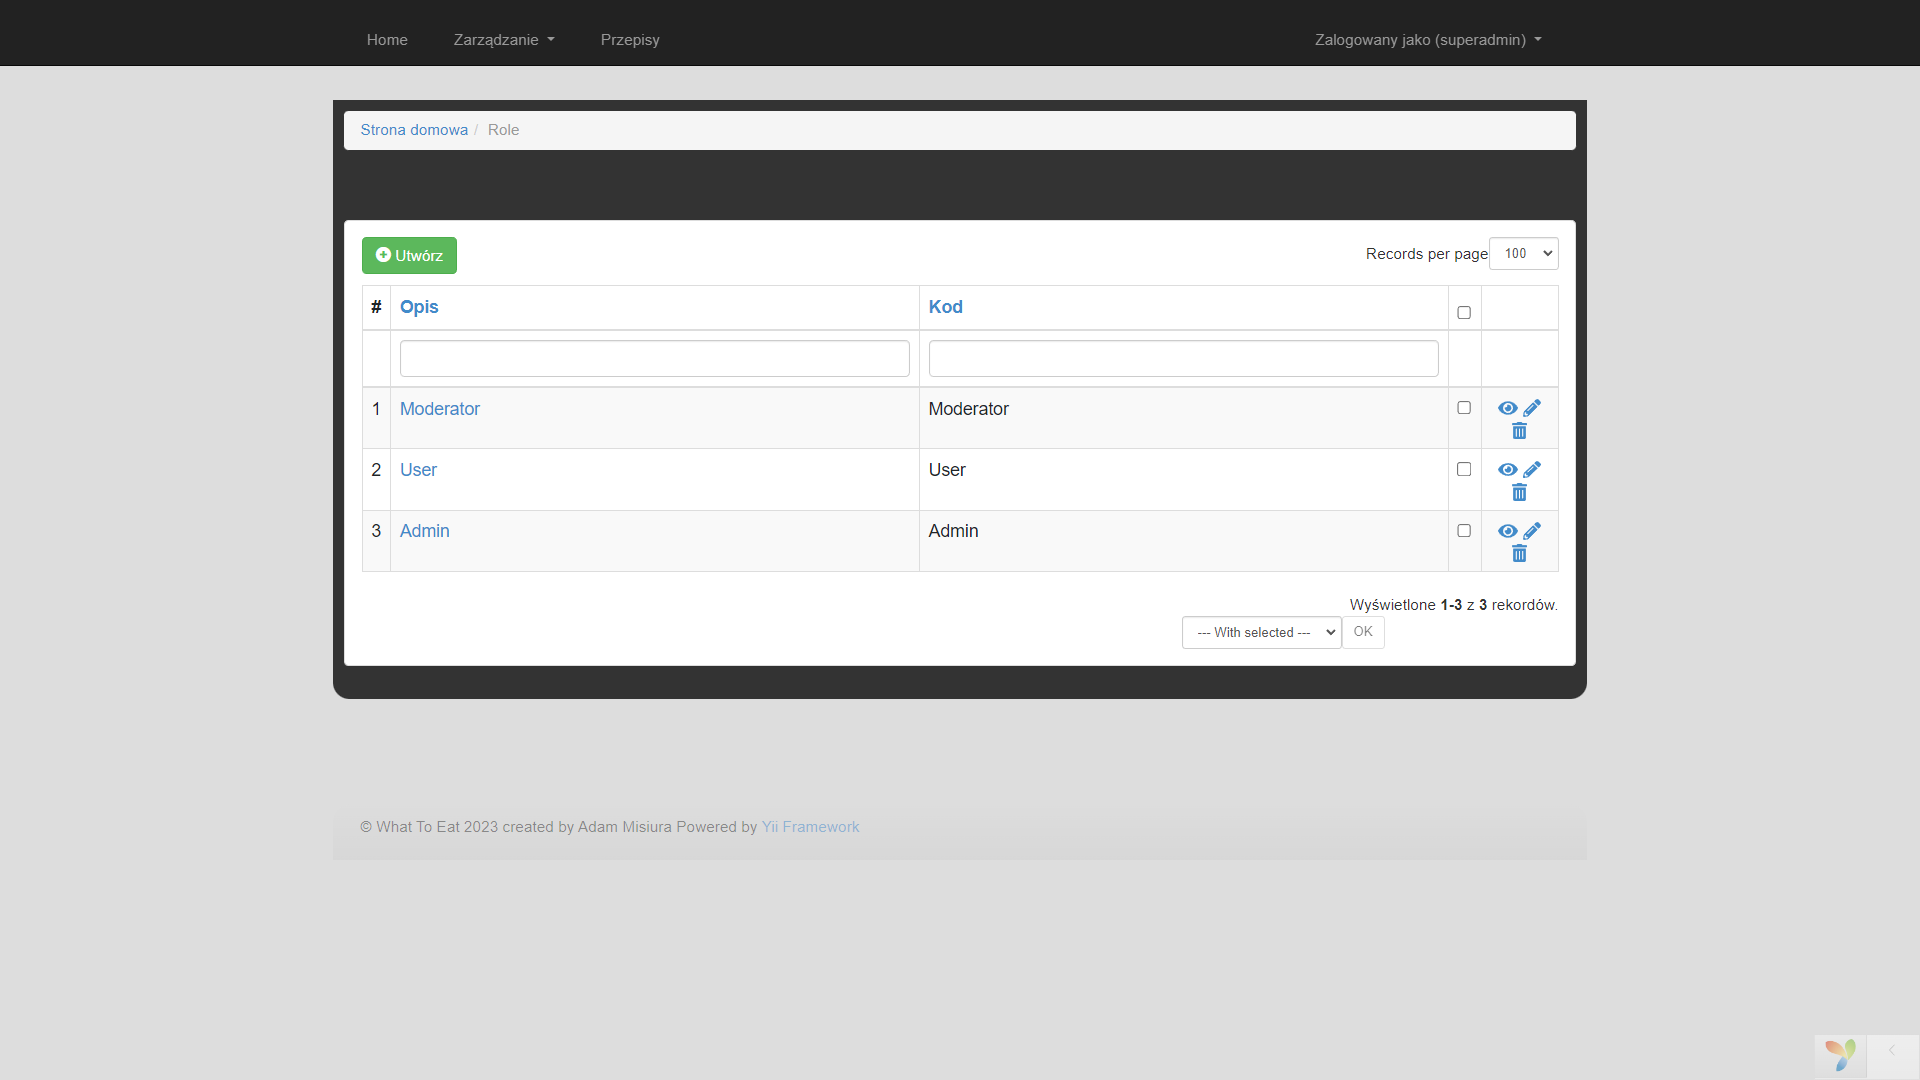 Home Zarządzanie Przepisy Zalogowany jako (superadmin)
Strona domowa / Role
Utwórz Records per page 100
# Opis Kod
1 Moderator Moderator
2 User User
3 Admin Admin
Wyświetlone 1-3 z 3 rekordów.
--- With selected --- OK
© What To Eat 2023 created by Adam Misiura Powered by Yii Framework